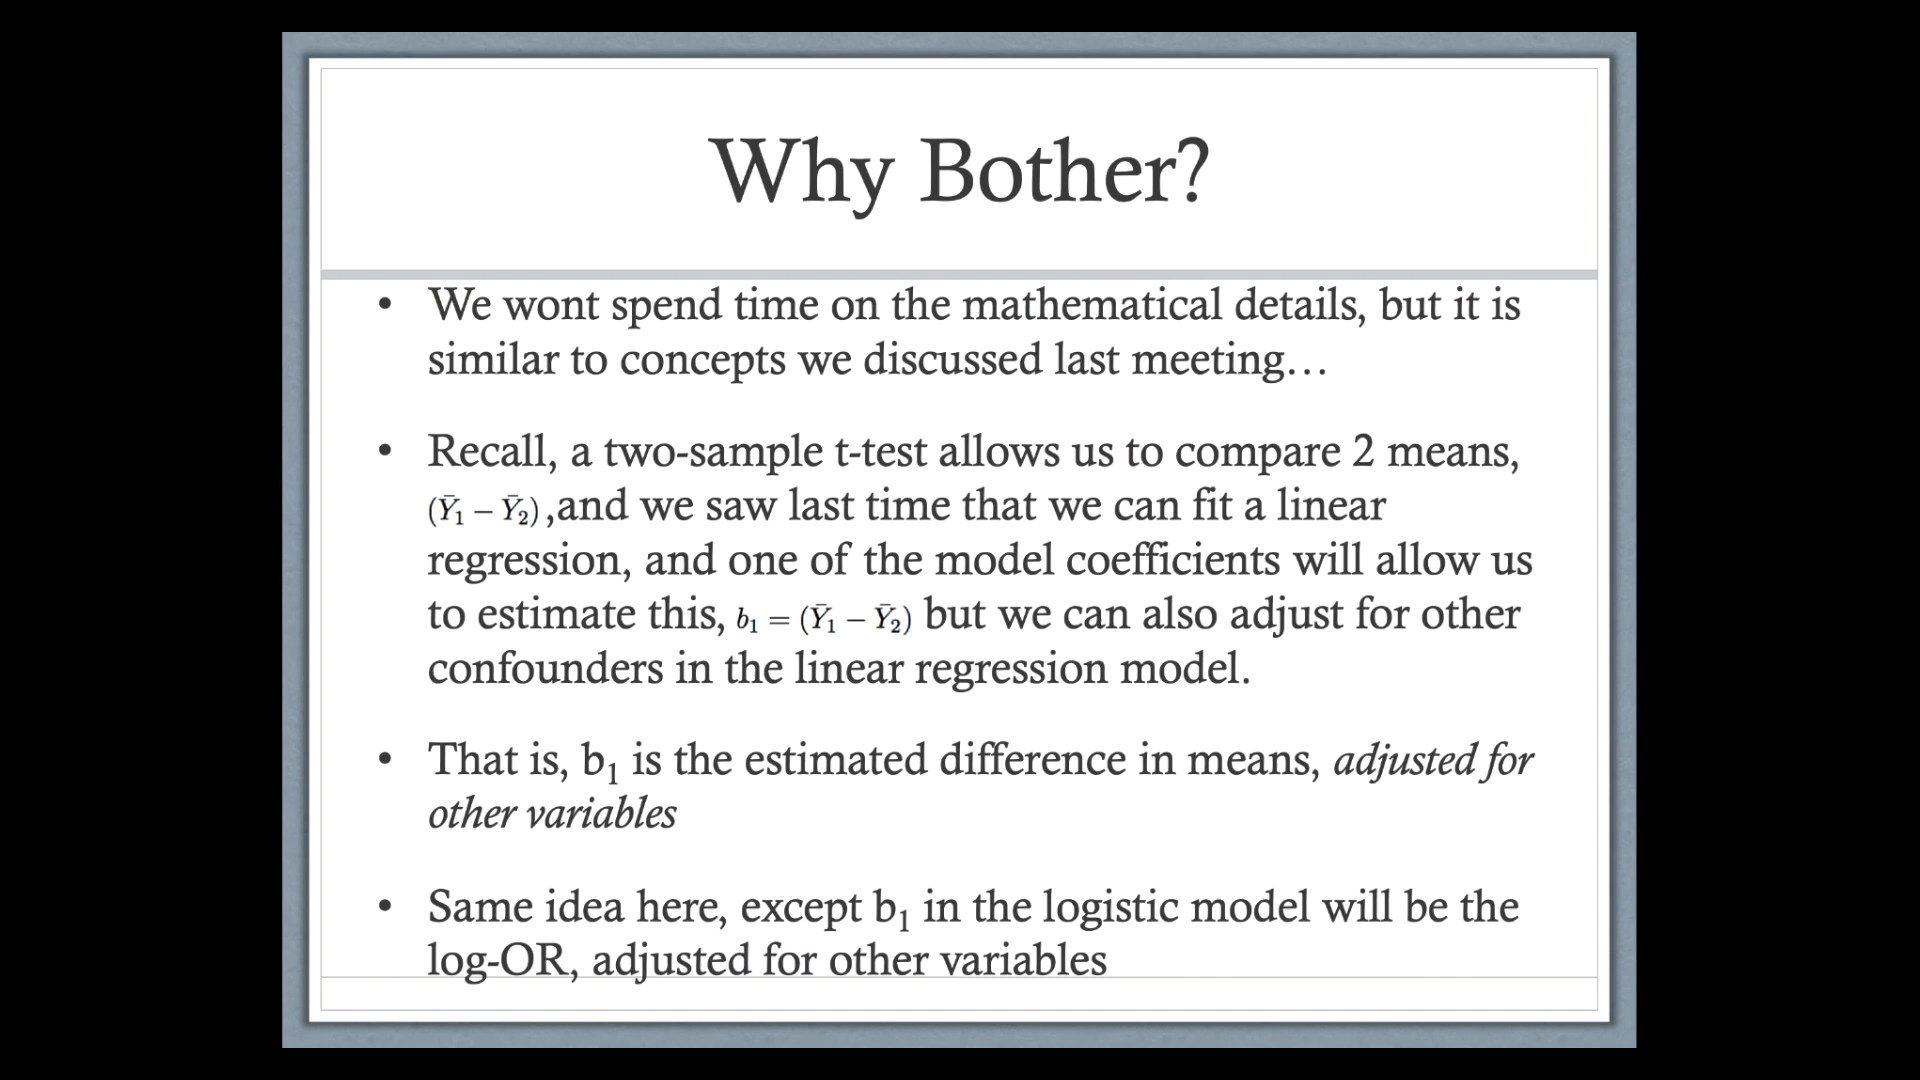 Why Bother?
• We wont spend time on the mathematical details, but it is
similar to concepts we discussed last meeting…
• Recall, a two-sample t-test allows us to compare 2 means,
(Ȳ₁ – Ȳ₂) ,and we saw last time that we can fit a linear
regression, and one of the model coefficients will allow us
to estimate this, b₁ = (Ȳ₁ – Ȳ₂) but we can also adjust for other
confounders in the linear regression model.
• That is, b₁ is the estimated difference in means, adjusted for
other variables
• Same idea here, except b₁ in the logistic model will be the
log-OR, adjusted for other variables